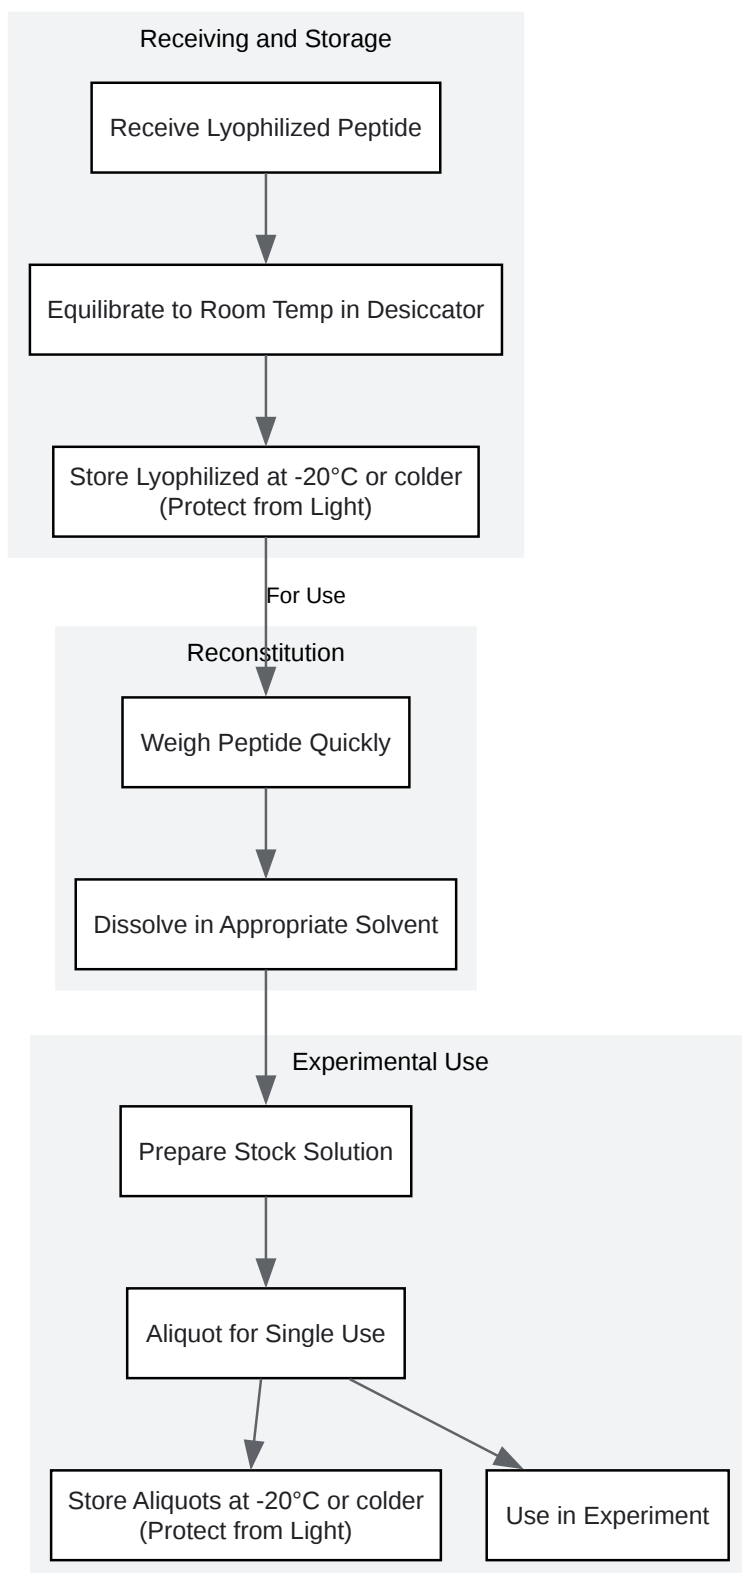 Receiving and Storage
Receive Lyophilized Peptide
Equilibrate to Room Temp in Desiccator
Store Lyophilized at -20°C or colder
(Protect from Light)
For Use
Reconstitution
Weigh Peptide Quickly
Dissolve in Appropriate Solvent
Experimental Use
Prepare Stock Solution
Aliquot for Single Use
Store Aliquots at -20°C or colder
(Protect from Light)
Use in Experiment